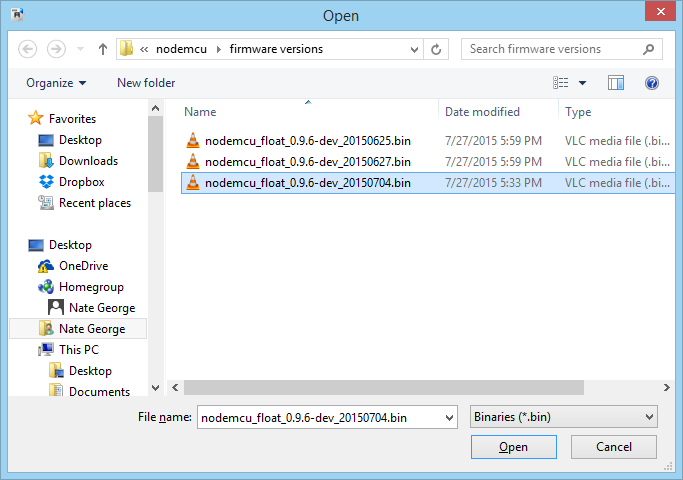 Open
« nodemcu firmware versions Search firmware versions
Organize New folder
Name Date modified Type
Favorites
Desktop
Downloads
Dropbox
Recent places
Desktop
OneDrive
Homegroup
Nate George
Nate George
This PC
Desktop
Documents
nodemcu_float_0.9.6-dev_20150625.bin 7/27/2015 5:59 PM VLC media file (.bi...
nodemcu_float_0.9.6-dev_20150627.bin 7/27/2015 5:59 PM VLC media file (.bi...
nodemcu_float_0.9.6-dev_20150704.bin 7/27/2015 5:33 PM VLC media file (.bi...
File name: nodemcu_float_0.9.6-dev_20150704.bin Binaries (*.bin)
Open Cancel